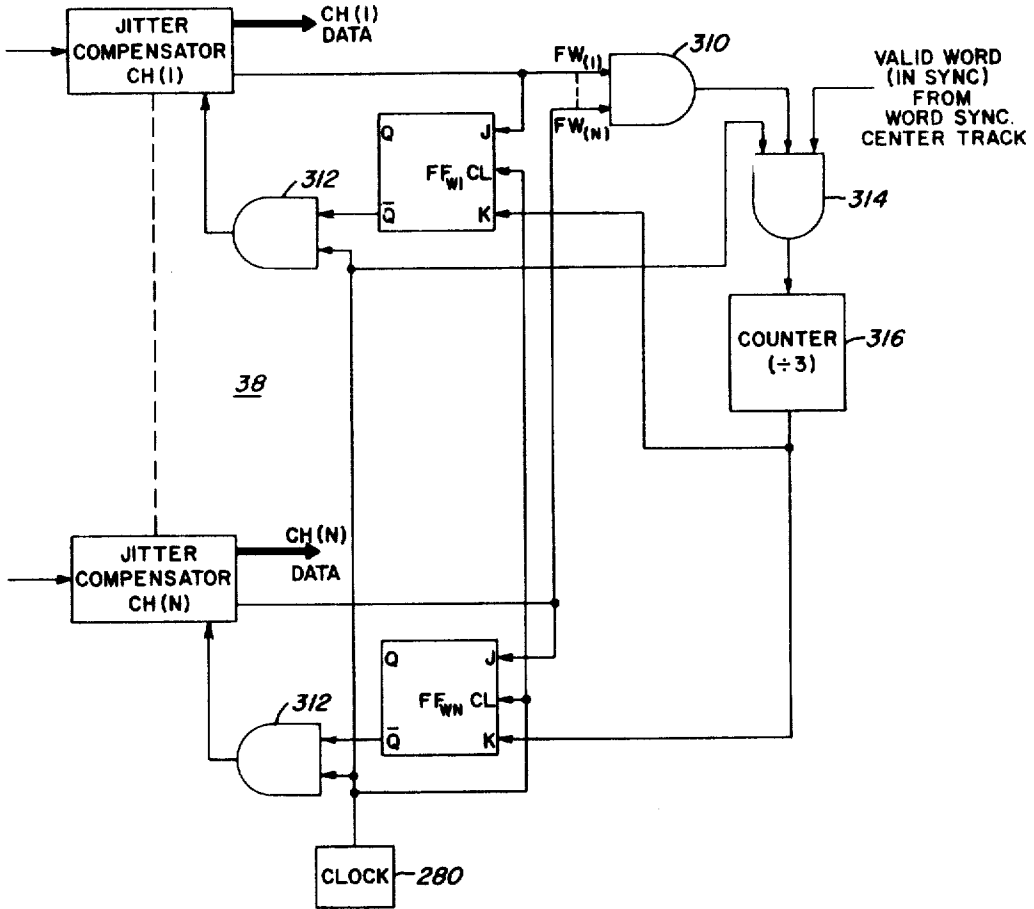 JITTER
COMPENSATOR
CH(1)
CH(1)
DATA
FW(1)
FW(N)
310
VALID WORD
(IN SYNC)
FROM
WORD SYNC.
CENTER TRACK
Q
J
FFW1 CL
Q̅
K
312
314
COUNTER
(÷3)
316
38
JITTER
COMPENSATOR
CH(N)
CH(N)
DATA
Q
J
FFWN CL
Q̅
K
312
CLOCK
280